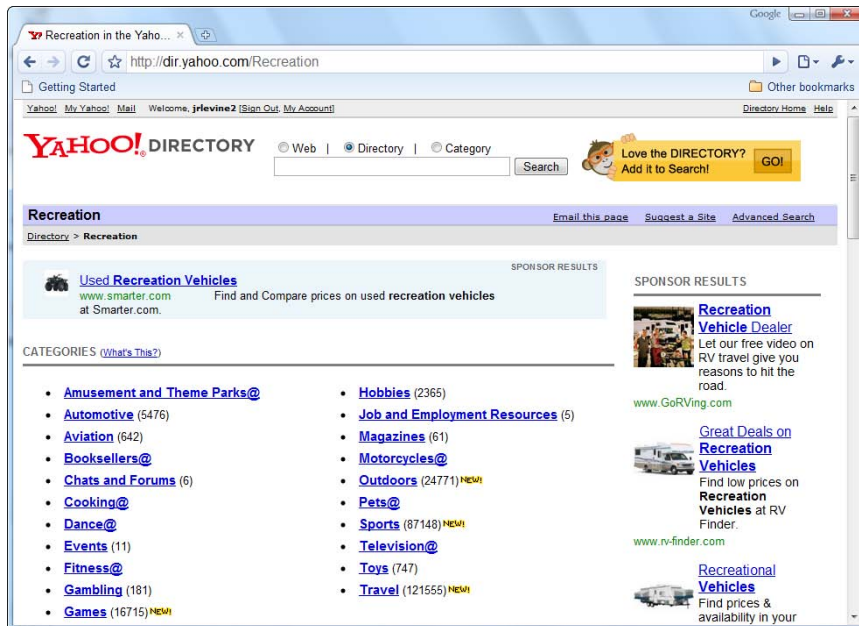 Google
Recreation in the Yaho...
http://dir.yahoo.com/Recreation
Getting Started
Other bookmarks
Yahoo! My Yahoo! Mail Welcome, jrlevine2 [Sign Out, My Account]
Directory Home Help
YAHOO! DIRECTORY
Web | Directory | Category
Search
Love the DIRECTORY?
Add it to Search!
GO!
Recreation
Email this page Suggest a Site Advanced Search
Directory > Recreation
SPONSOR RESULTS
Used Recreation Vehicles
www.smarter.com Find and Compare prices on used recreation vehicles
at Smarter.com.
CATEGORIES (What's This?)
Amusement and Theme Parks@
Automotive (5476)
Aviation (642)
Booksellers@
Chats and Forums (6)
Cooking@
Dance@
Events (11)
Fitness@
Gambling (181)
Games (16715) NEW!
Hobbies (2365)
Job and Employment Resources (5)
Magazines (61)
Motorcycles@
Outdoors (24771) NEW!
Pets@
Sports (87148) NEW!
Television@
Toys (747)
Travel (121555) NEW!
SPONSOR RESULTS
Recreation
Vehicle Dealer
Let our free video on
RV travel give you
reasons to hit the
road.
www.GoRVing.com
Great Deals on
Recreation
Vehicles
Find low prices on
Recreation
Vehicles at RV
Finder.
www.rv-finder.com
Recreational
Vehicles
Find prices &
availability in your